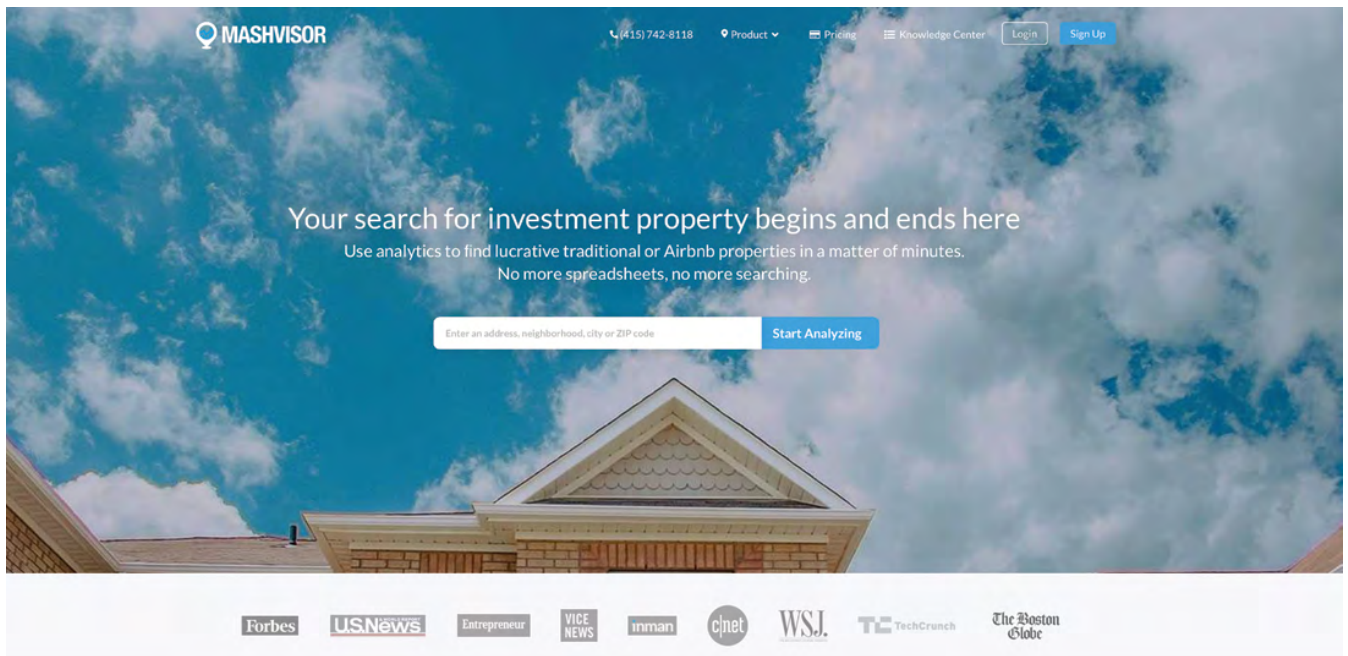 MASHVISOR
(415) 742-8118 Product Pricing Knowledge Center Login Sign Up
Your search for investment property begins and ends here
Use analytics to find lucrative traditional or Airbnb properties in a matter of minutes.
No more spreadsheets, no more searching.
Enter an address, neighborhood, city or ZIP code Start Analyzing
Forbes U.S.News Entrepreneur VICE NEWS inman c|net WSJ. TC TechCrunch The Boston Globe